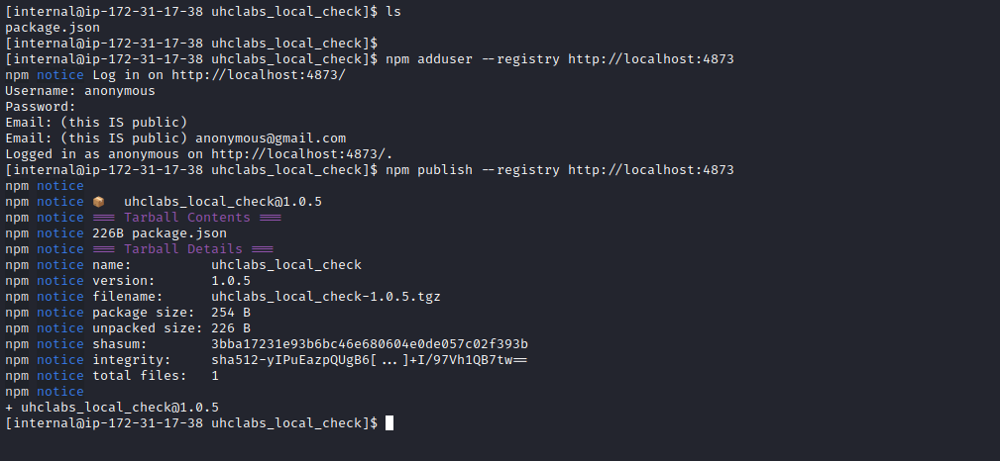 [internal@ip-172-31-17-38 uhclabs_local_check]$ ls
package.json
[internal@ip-172-31-17-38 uhclabs_local_check]$
[internal@ip-172-31-17-38 uhclabs_local_check]$ npm adduser --registry http://localhost:4873
npm notice Log in on http://localhost:4873/
Username: anonymous
Password:
Email: (this IS public)
Email: (this IS public) anonymous@gmail.com
Logged in as anonymous on http://localhost:4873/.
[internal@ip-172-31-17-38 uhclabs_local_check]$ npm publish --registry http://localhost:4873
npm notice
npm notice 📦  uhclabs_local_check@1.0.5
npm notice === Tarball Contents ===
npm notice 226B package.json
npm notice === Tarball Details ===
npm notice name:          uhclabs_local_check
npm notice version:       1.0.5
npm notice filename:      uhclabs_local_check-1.0.5.tgz
npm notice package size:  254 B
npm notice unpacked size: 226 B
npm notice shasum:        3bba17231e93b6bc46e680604e0de057c02f393b
npm notice integrity:     sha512-yIPuEazpQUgB6[...]+I/97Vh1QB7tw==
npm notice total files:   1
npm notice
+ uhclabs_local_check@1.0.5
[internal@ip-172-31-17-38 uhclabs_local_check]$